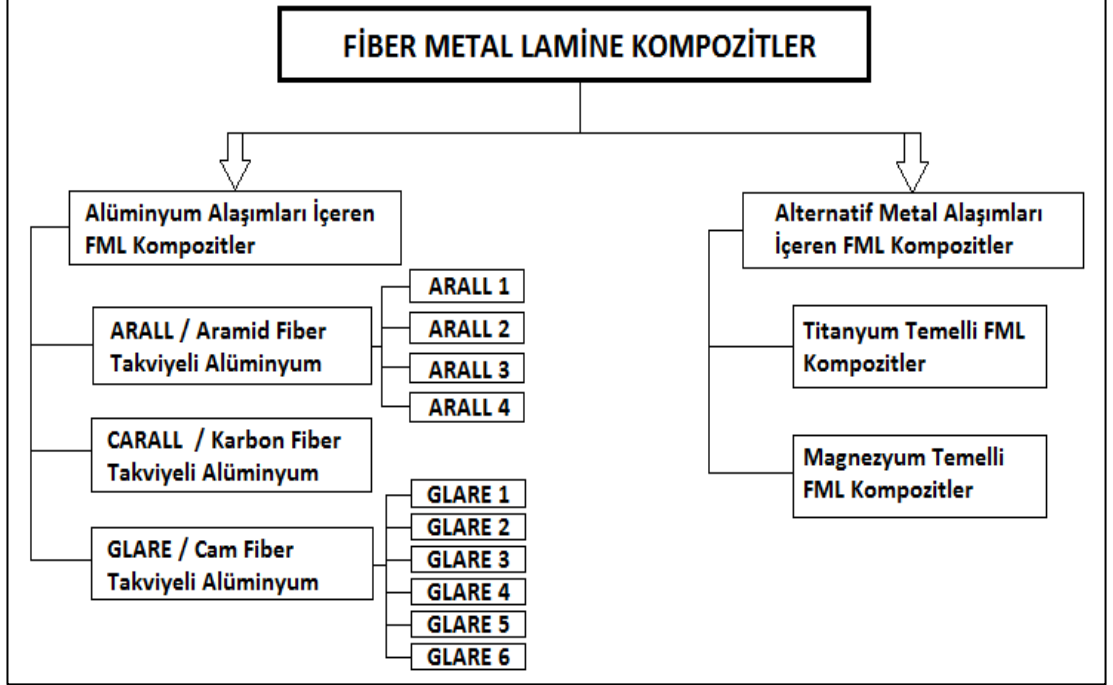 FİBER METAL LAMİNE KOMPOZİTLER
Alüminyum Alaşımları İçeren
FML Kompozitler
ARALL / Aramid Fiber
Takviyeli Alüminyum
ARALL 1
ARALL 2
ARALL 3
ARALL 4
CARALL / Karbon Fiber
Takviyeli Alüminyum
GLARE / Cam Fiber
Takviyeli Alüminyum
GLARE 1
GLARE 2
GLARE 3
GLARE 4
GLARE 5
GLARE 6
Alternatif Metal Alaşımları
İçeren FML Kompozitler
Titanyum Temelli FML
Kompozitler
Magnezyum Temelli
FML Kompozitler